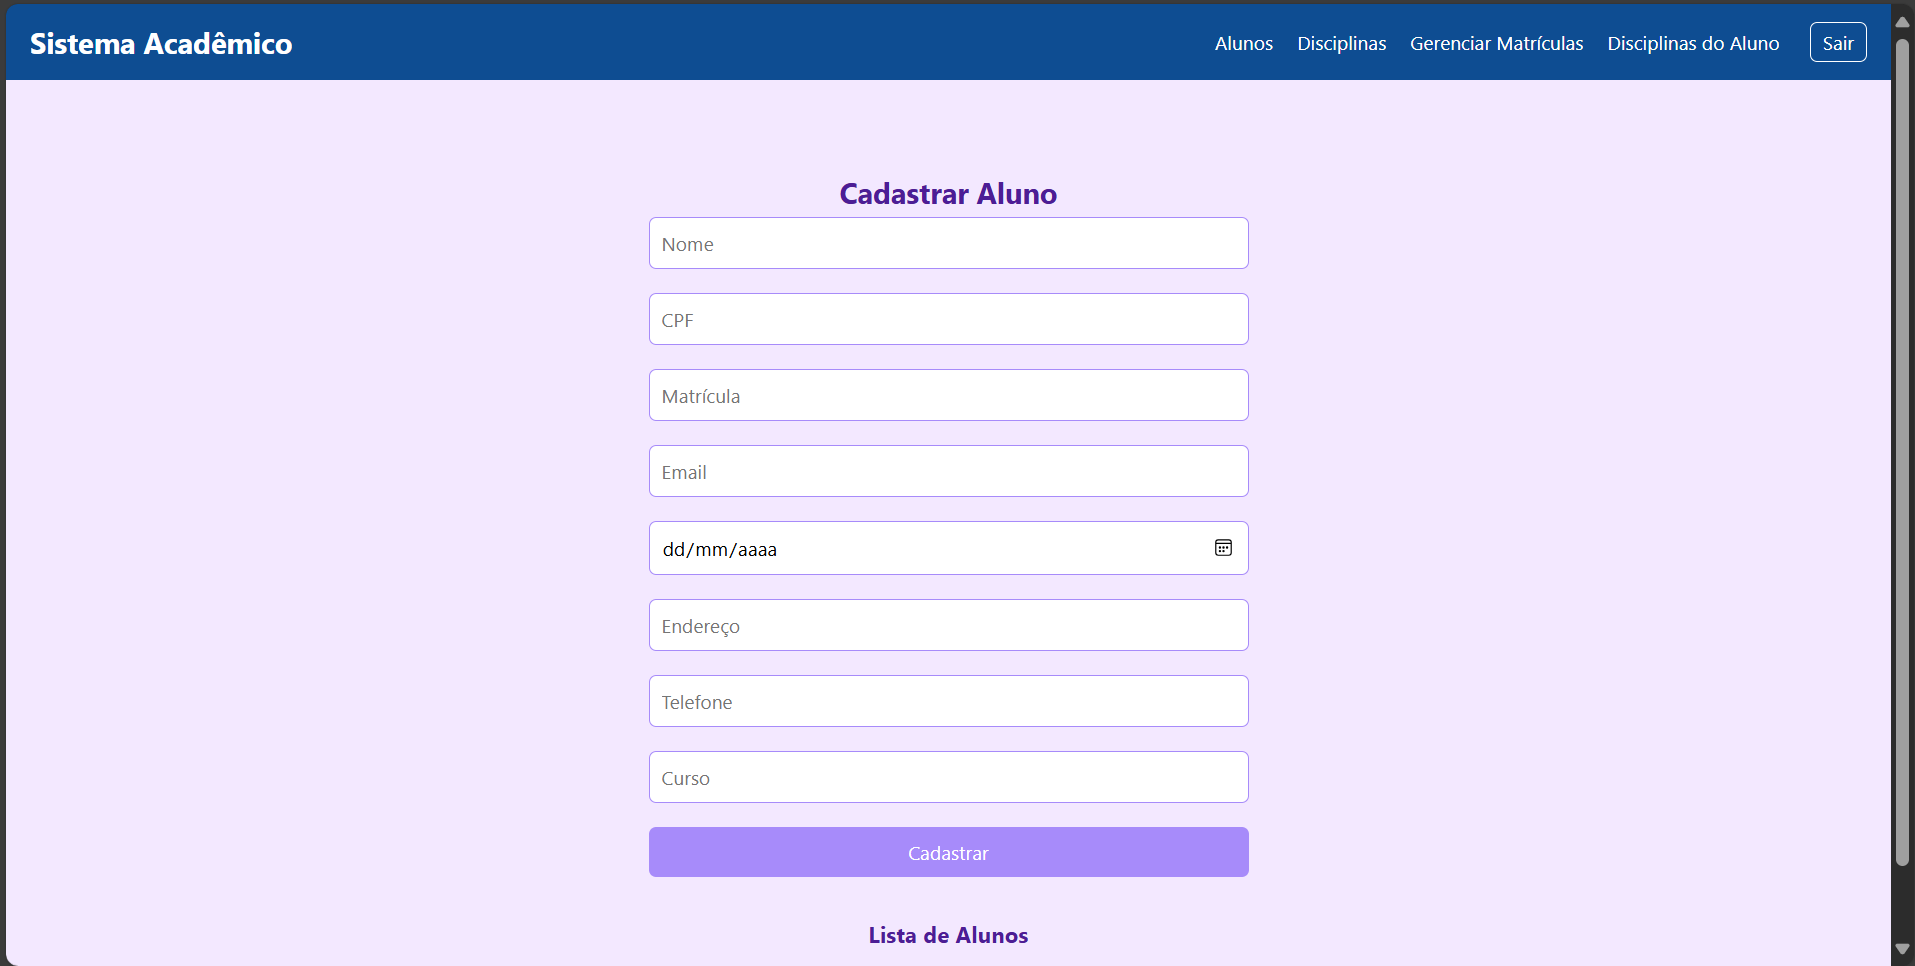 Sistema Acadêmico
Alunos Disciplinas Gerenciar Matrículas Disciplinas do Aluno Sair
Cadastrar Aluno
Nome
CPF
Matrícula
Email
dd/mm/aaaa
Endereço
Telefone
Curso
Cadastrar
Lista de Alunos